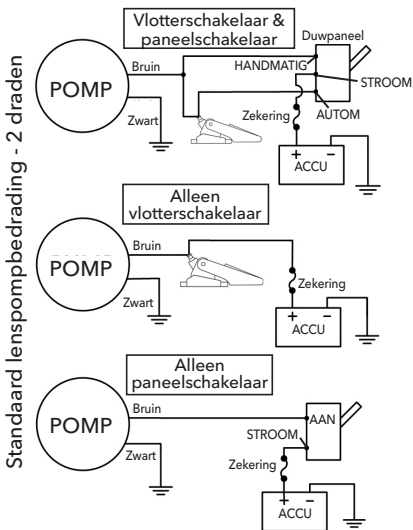 Standaard lenspompbedrading - 2 draden
Vlotterschakelaar &
paneelschakelaar
Duwpaneel
POMP
Bruin
HANDMATIG
STROOM
Zwart
Zekering
AUTOM
+ −
ACCU
Alleen
vlotterschakelaar
POMP
Bruin
Zwart
Zekering
+ −
ACCU
Alleen
paneelschakelaar
POMP
Bruin
AAN
STROOM
Zwart
Zekering
+ −
ACCU